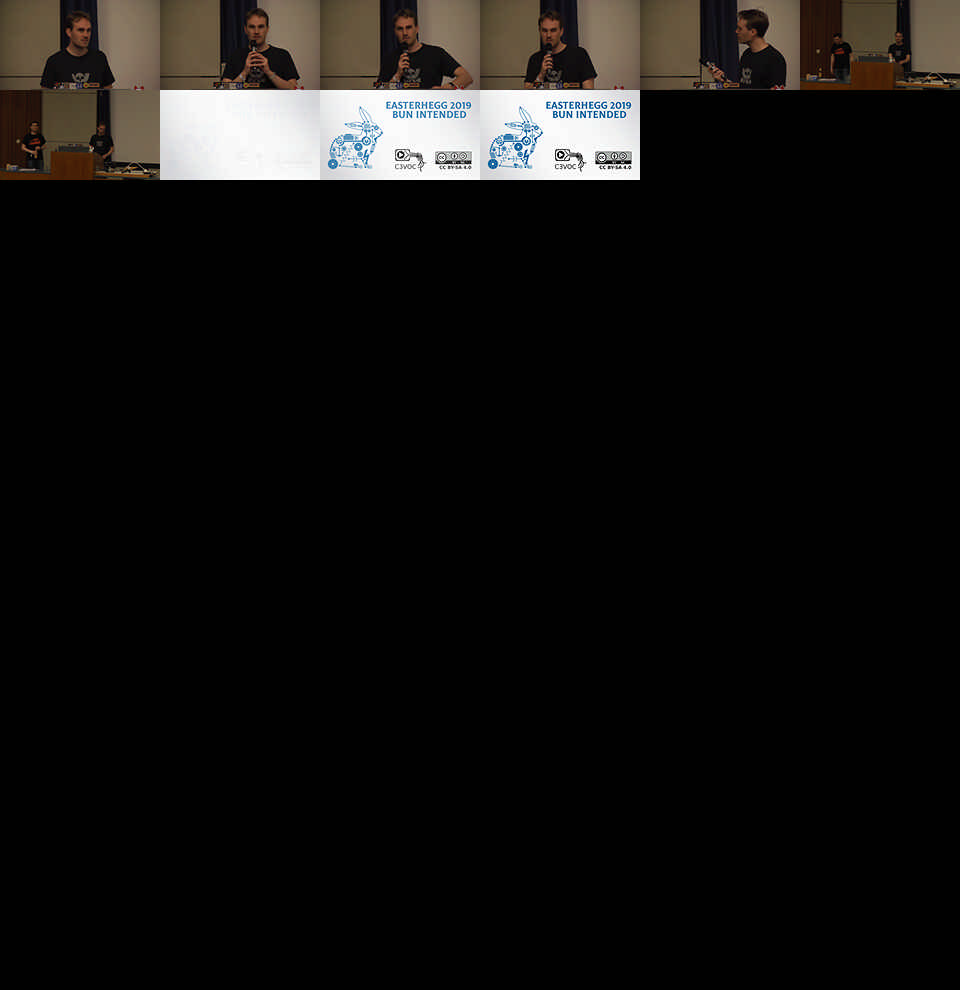 EASTERHEGG 2019
BUN INTENDED
C3VOC
CC BY-SA 4.0
EASTERHEGG 2019
BUN INTENDED
C3VOC
CC BY-SA 4.0